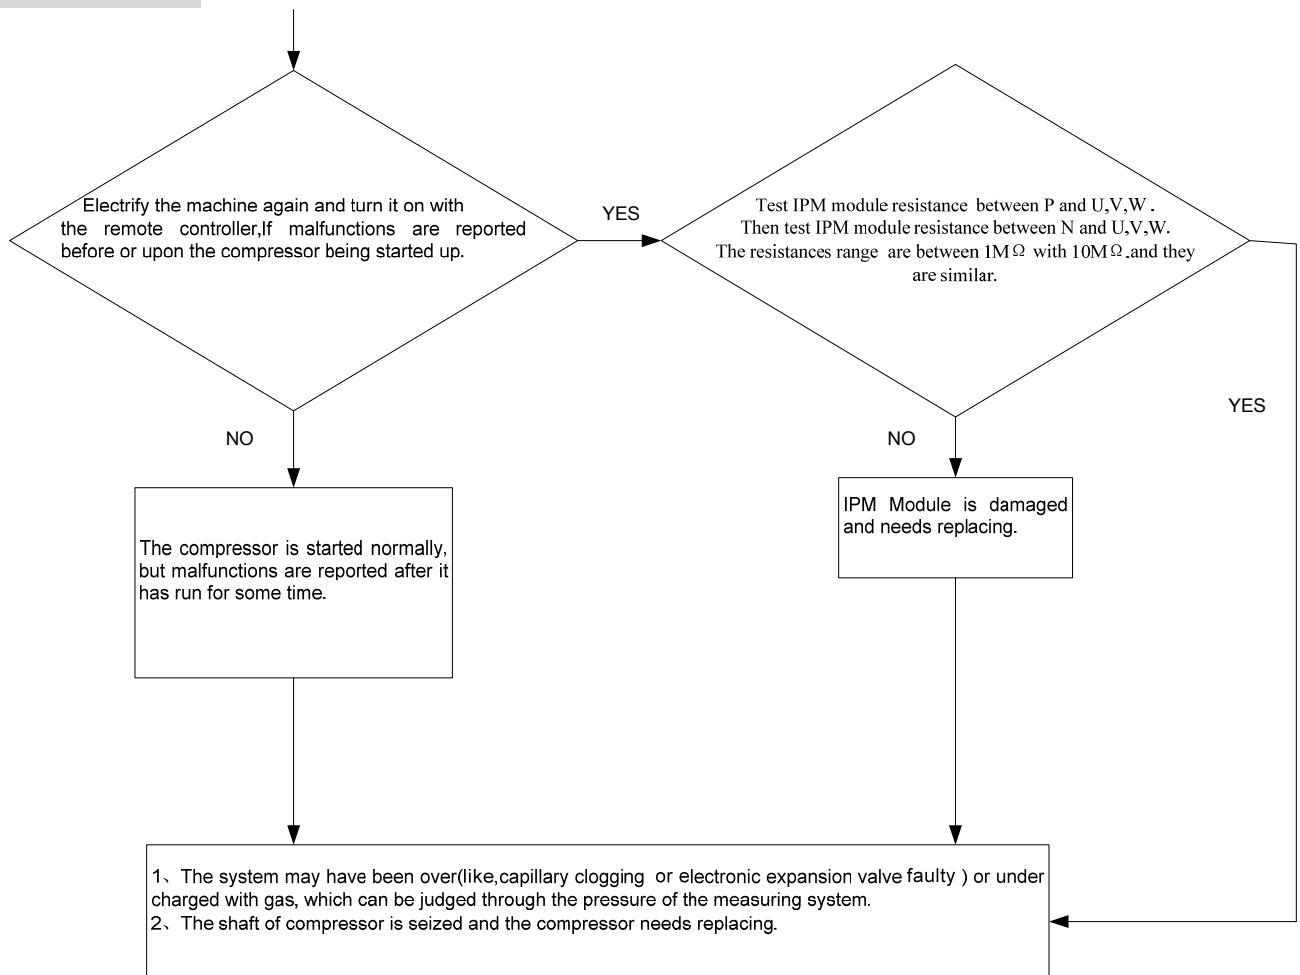 Electrify the machine again and turn it on with
the remote controller,If malfunctions are reported
before or upon the compressor being started up.
YES
Test IPM module resistance between P and U,V,W .
Then test IPM module resistance between N and U,V,W.
The resistances range are between 1MΩ with 10MΩ.and they
are similar.
YES
NO
NO
The compressor is started normally,
but malfunctions are reported after it
has run for some time.
IPM Module is damaged
and needs replacing.
1、The system may have been over(like,capillary clogging or electronic expansion valve faulty ) or under
charged with gas, which can be judged through the pressure of the measuring system.
2、The shaft of compressor is seized and the compressor needs replacing.